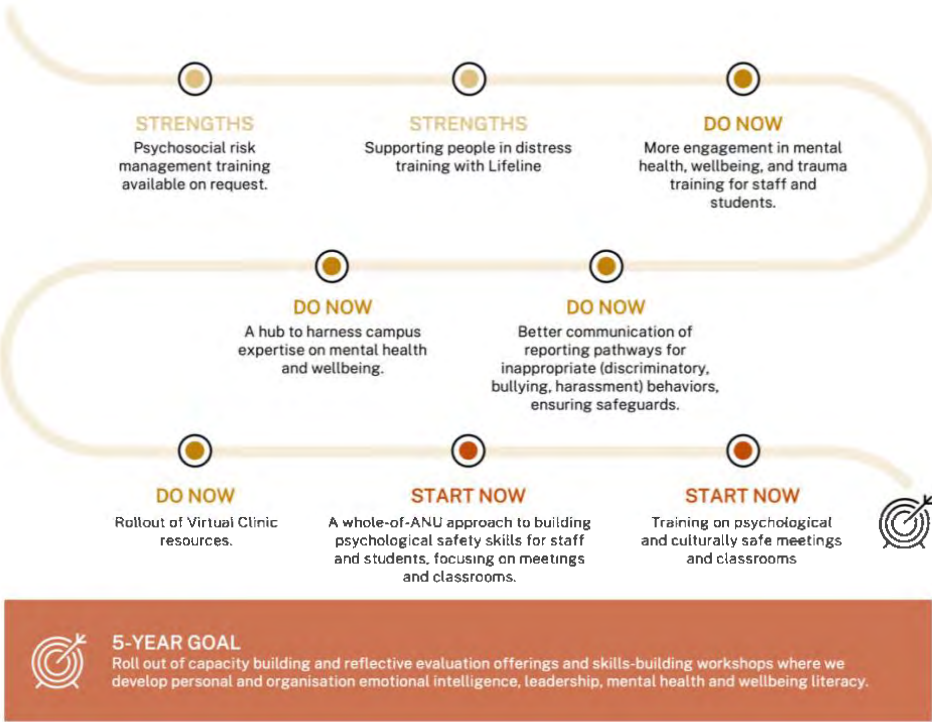 STRENGTHS
Psychosocial risk
management training
available on request.
STRENGTHS
Supporting people in distress
training with Lifeline
DO NOW
More engagement in mental
health, wellbeing, and trauma
training for staff and
students.
DO NOW
A hub to harness campus
expertise on mental health
and wellbeing.
DO NOW
Better communication of
reporting pathways for
inappropriate (discriminatory,
bullying, harassment) behaviors,
ensuring safeguards.
DO NOW
Rollout of Virtual Clinic
resources.
START NOW
A whole-of-ANU approach to building
psychological safety skills for staff
and students, focusing on meetings
and classrooms.
START NOW
Training on psychological
and culturally safe meetings
and classrooms
5-YEAR GOAL
Roll out of capacity building and reflective evaluation offerings and skills-building workshops where we
develop personal and organisation emotional intelligence, leadership, mental health and wellbeing literacy.